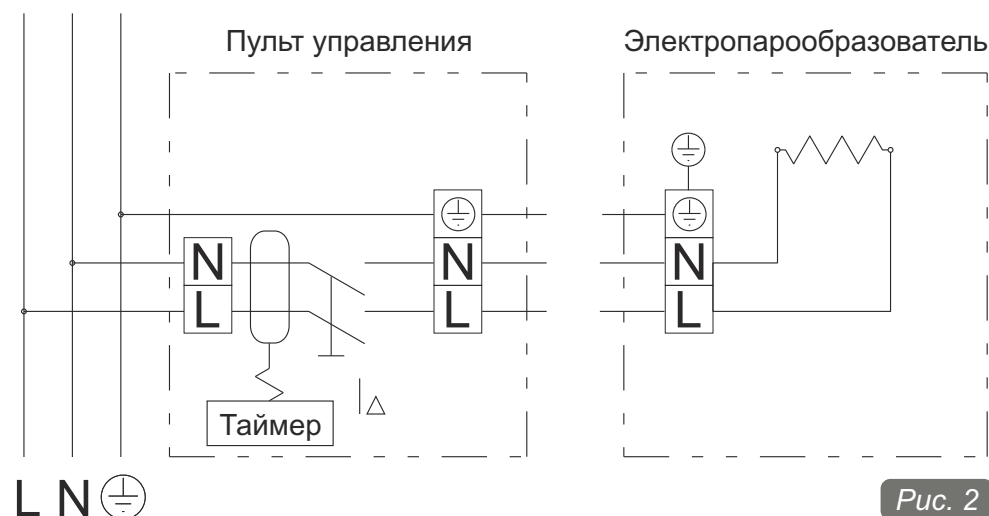 Пульт управления
Электропарообразователь
N
L
N
L
N
L
Таймер
L N
Рис. 2